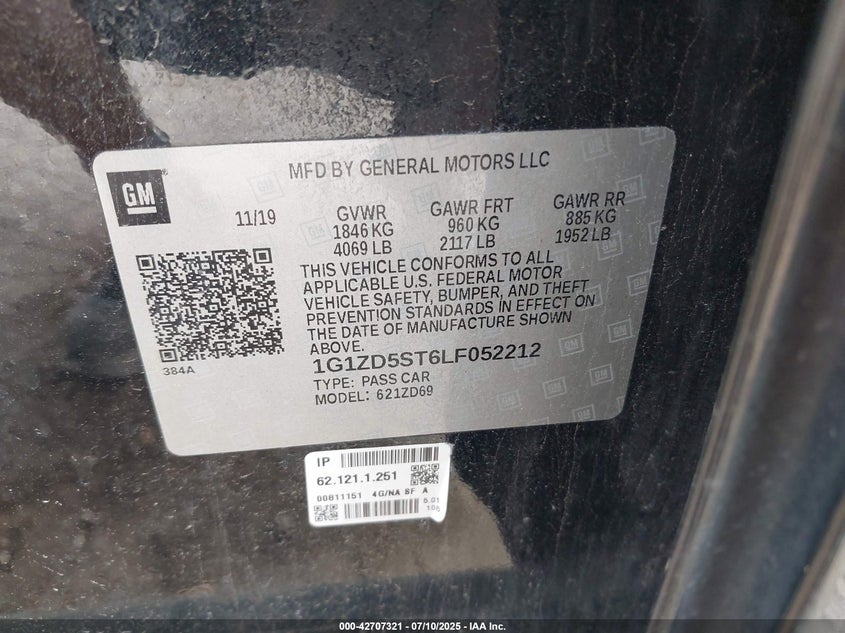 MFD BY GENERAL MOTORS LLC
GM
11/19
GVWR
1846 KG
4069 LB
GAWR FRT
960 KG
2117 LB
GAWR RR
885 KG
1952 LB
THIS VEHICLE CONFORMS TO ALL
APPLICABLE U.S. FEDERAL MOTOR
VEHICLE SAFETY, BUMPER, AND THEFT
PREVENTION STANDARDS IN EFFECT ON
THE DATE OF MANUFACTURE SHOWN
ABOVE.
384A
1G1ZD5ST6LF052212
TYPE: PASS CAR
MODEL: 621ZD69
IP
62.121.1.251
00811151 4G/NA SF A
5.01
000-42707321 / 07/10/2025 - IAA Inc.